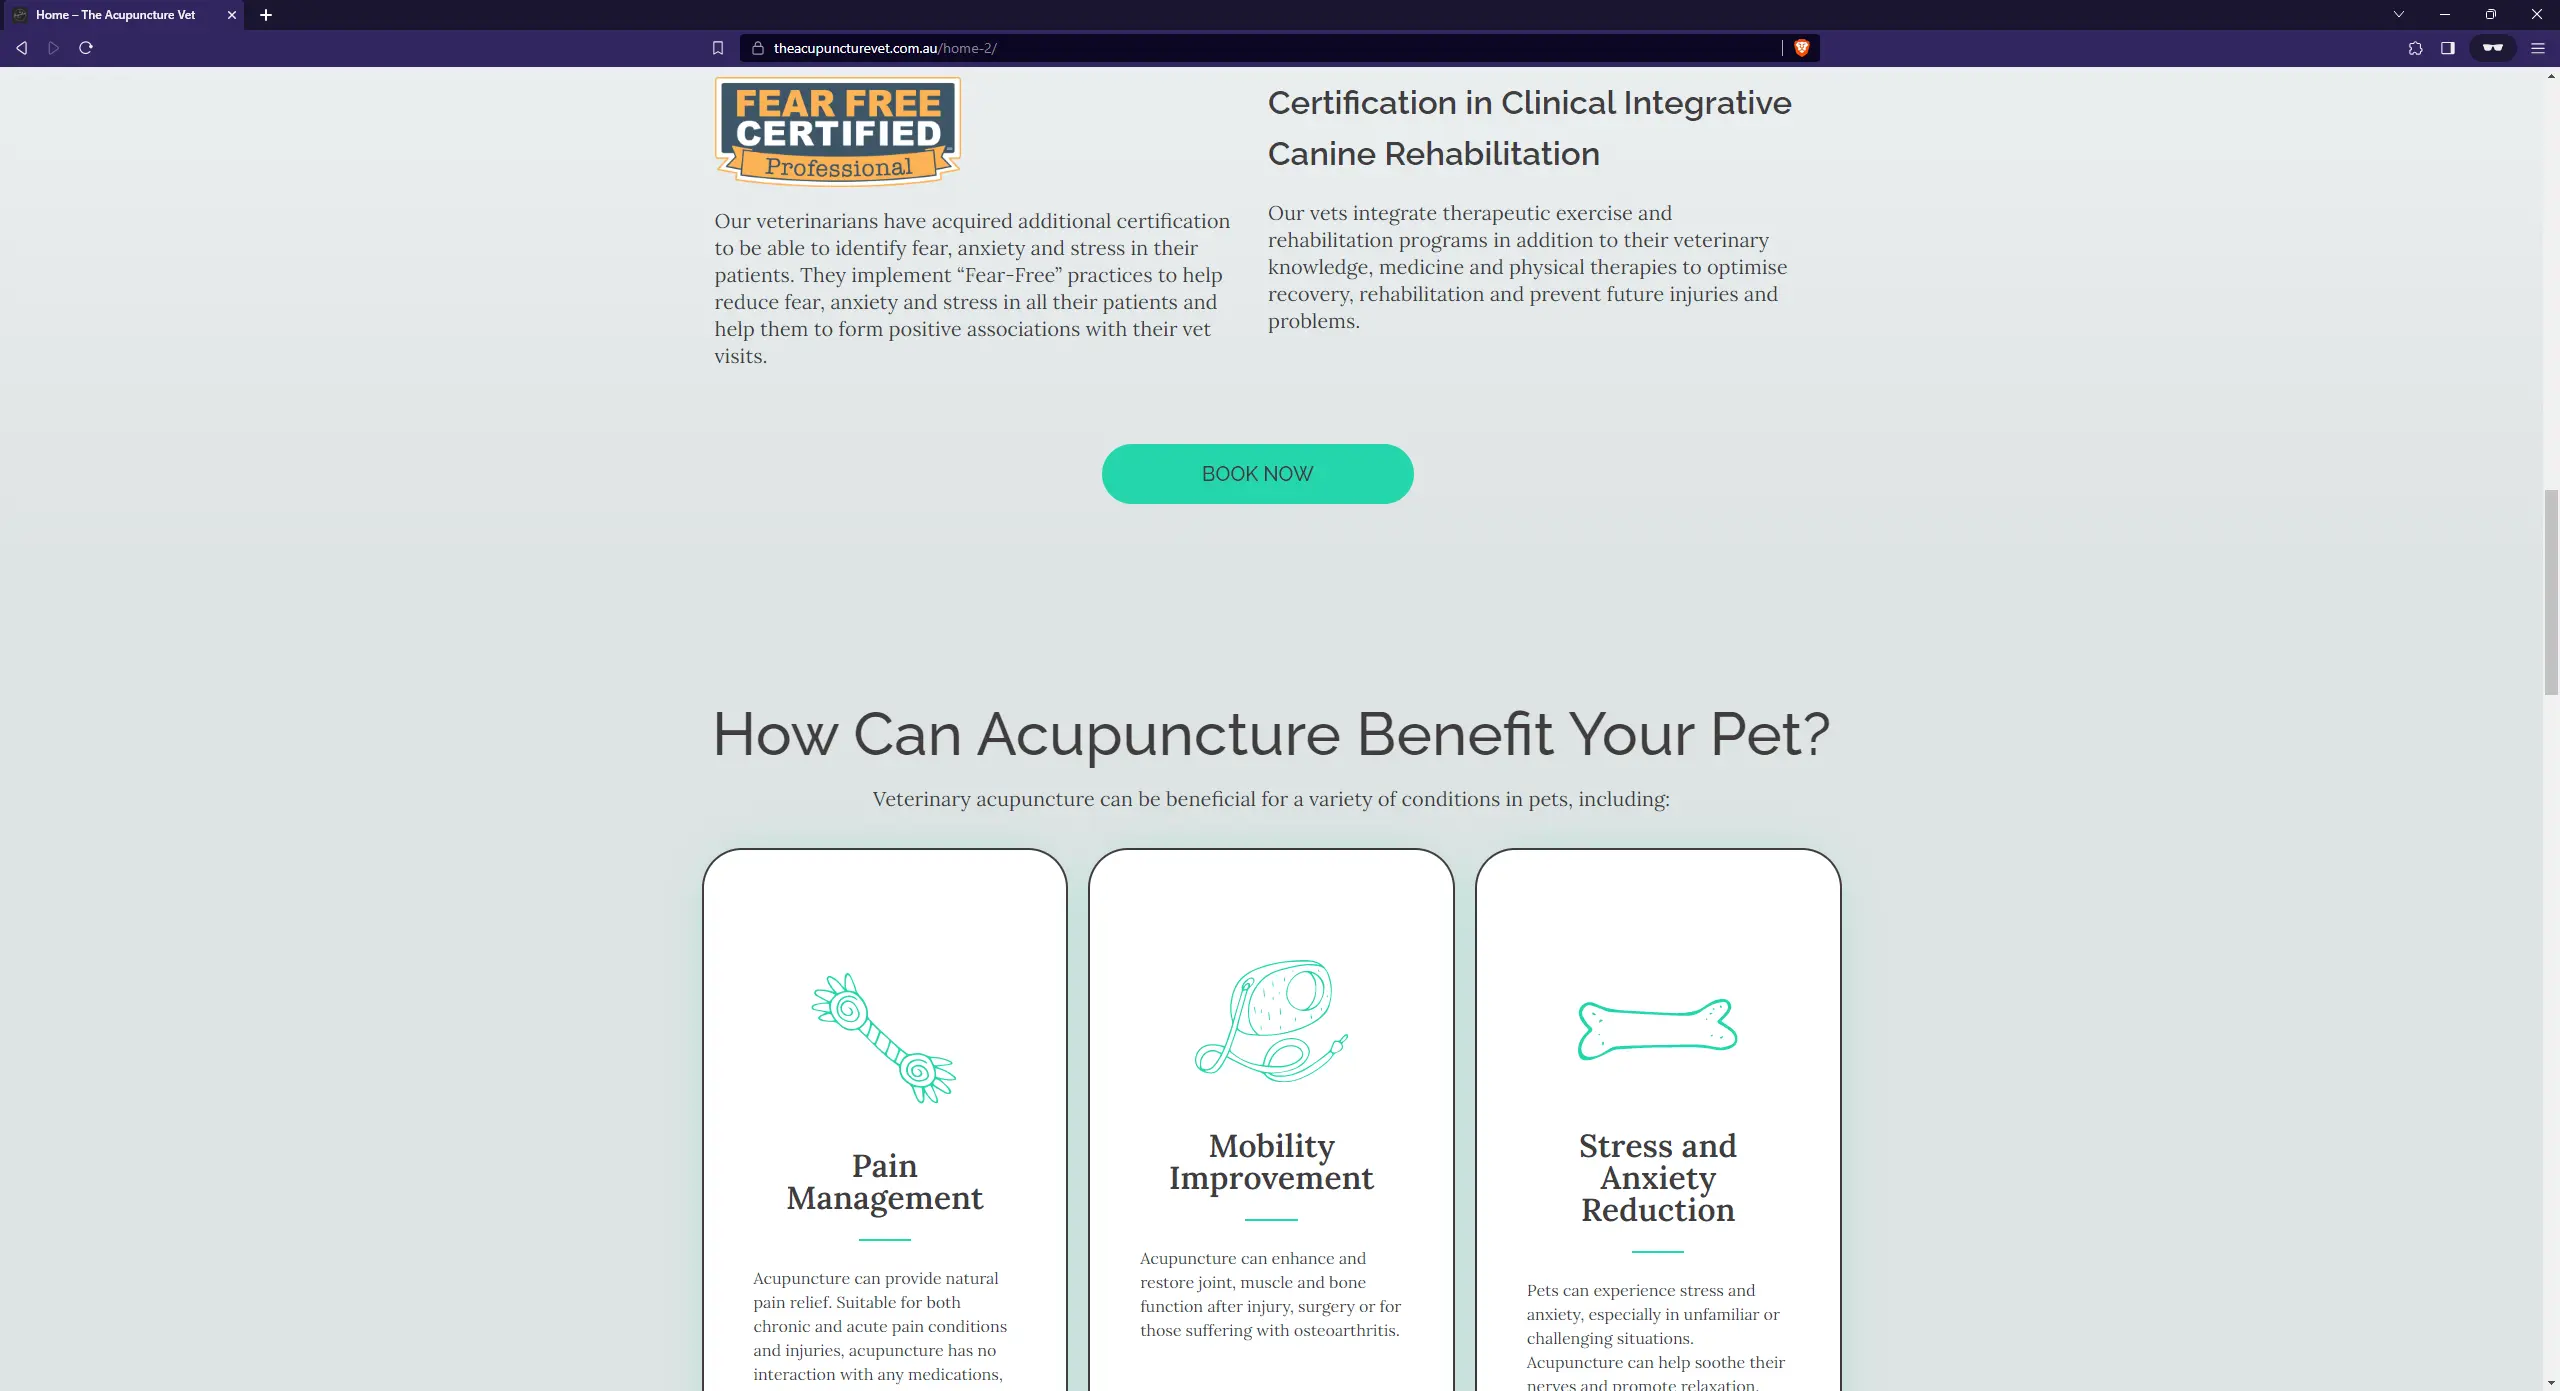 Home – The Acupuncture Vet
theacupuncturevet.com.au/home-2/
FEAR FREE
CERTIFIED
Professional
Our veterinarians have acquired additional certification
to be able to identify fear, anxiety and stress in their
patients. They implement “Fear-Free” practices to help
reduce fear, anxiety and stress in all their patients and
help them to form positive associations with their vet
visits.
Certification in Clinical Integrative
Canine Rehabilitation
Our vets integrate therapeutic exercise and
rehabilitation programs in addition to their veterinary
knowledge, medicine and physical therapies to optimise
recovery, rehabilitation and prevent future injuries and
problems.
BOOK NOW
How Can Acupuncture Benefit Your Pet?
Veterinary acupuncture can be beneficial for a variety of conditions in pets, including:
Pain
Management
Acupuncture can provide natural
pain relief. Suitable for both
chronic and acute pain conditions
and injuries, acupuncture has no
interaction with any medications,
Mobility
Improvement
Acupuncture can enhance and
restore joint, muscle and bone
function after injury, surgery or for
those suffering with osteoarthritis.
Stress and
Anxiety
Reduction
Pets can experience stress and
anxiety, especially in unfamiliar or
challenging situations.
Acupuncture can help soothe their
nerves and promote relaxation.